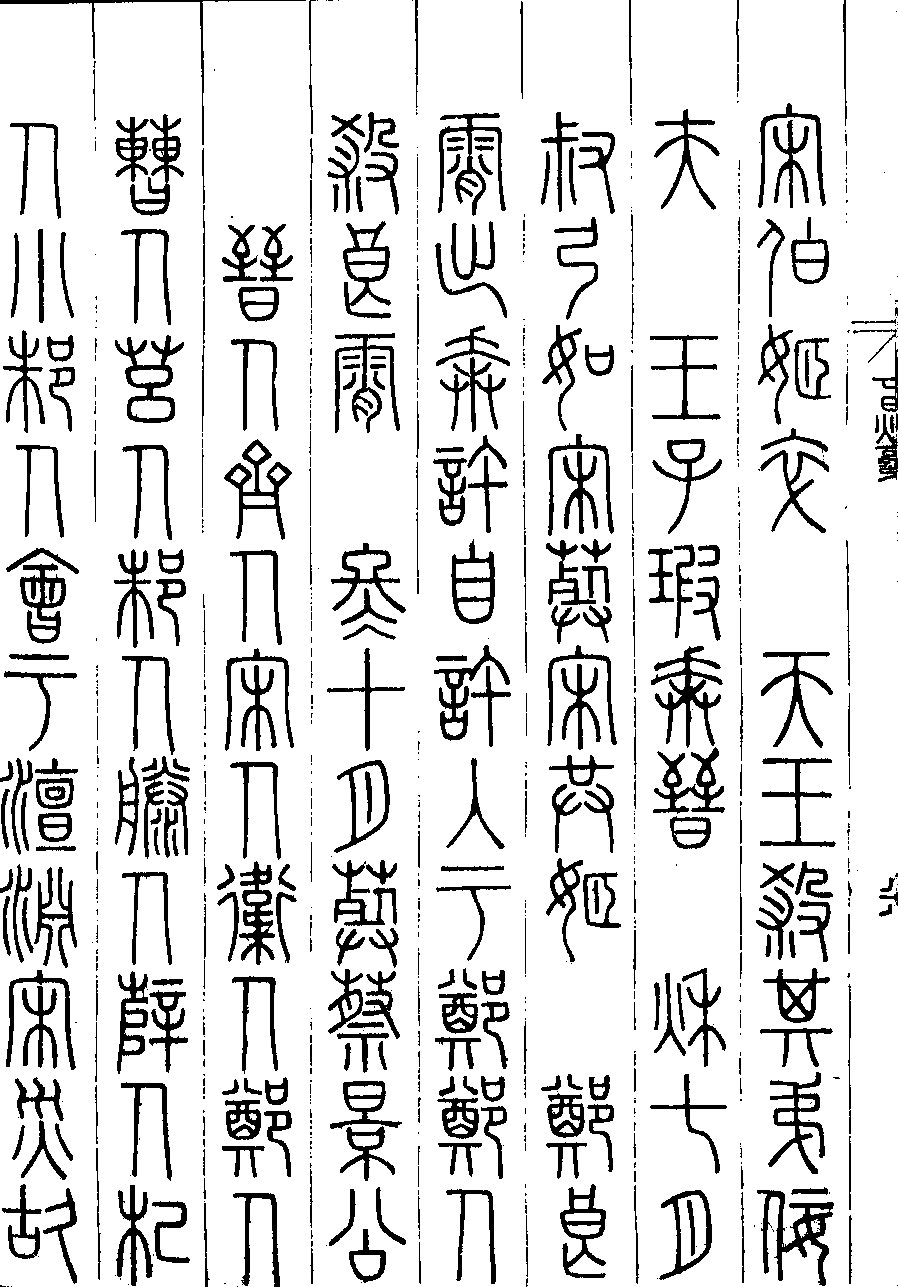 宋伯姬卒　天王殺其弟佞
夫　王子瑕奔晉　秋七月
叔弓如宋葬宋共姬　鄭良
霄出奔許自許入于鄭鄭人
殺良霄　冬十月葬蔡景公
晉人齊人宋人衛人鄭人
曹人莒人邾人滕人薛人杞
人小邾人會于澶淵宋災故